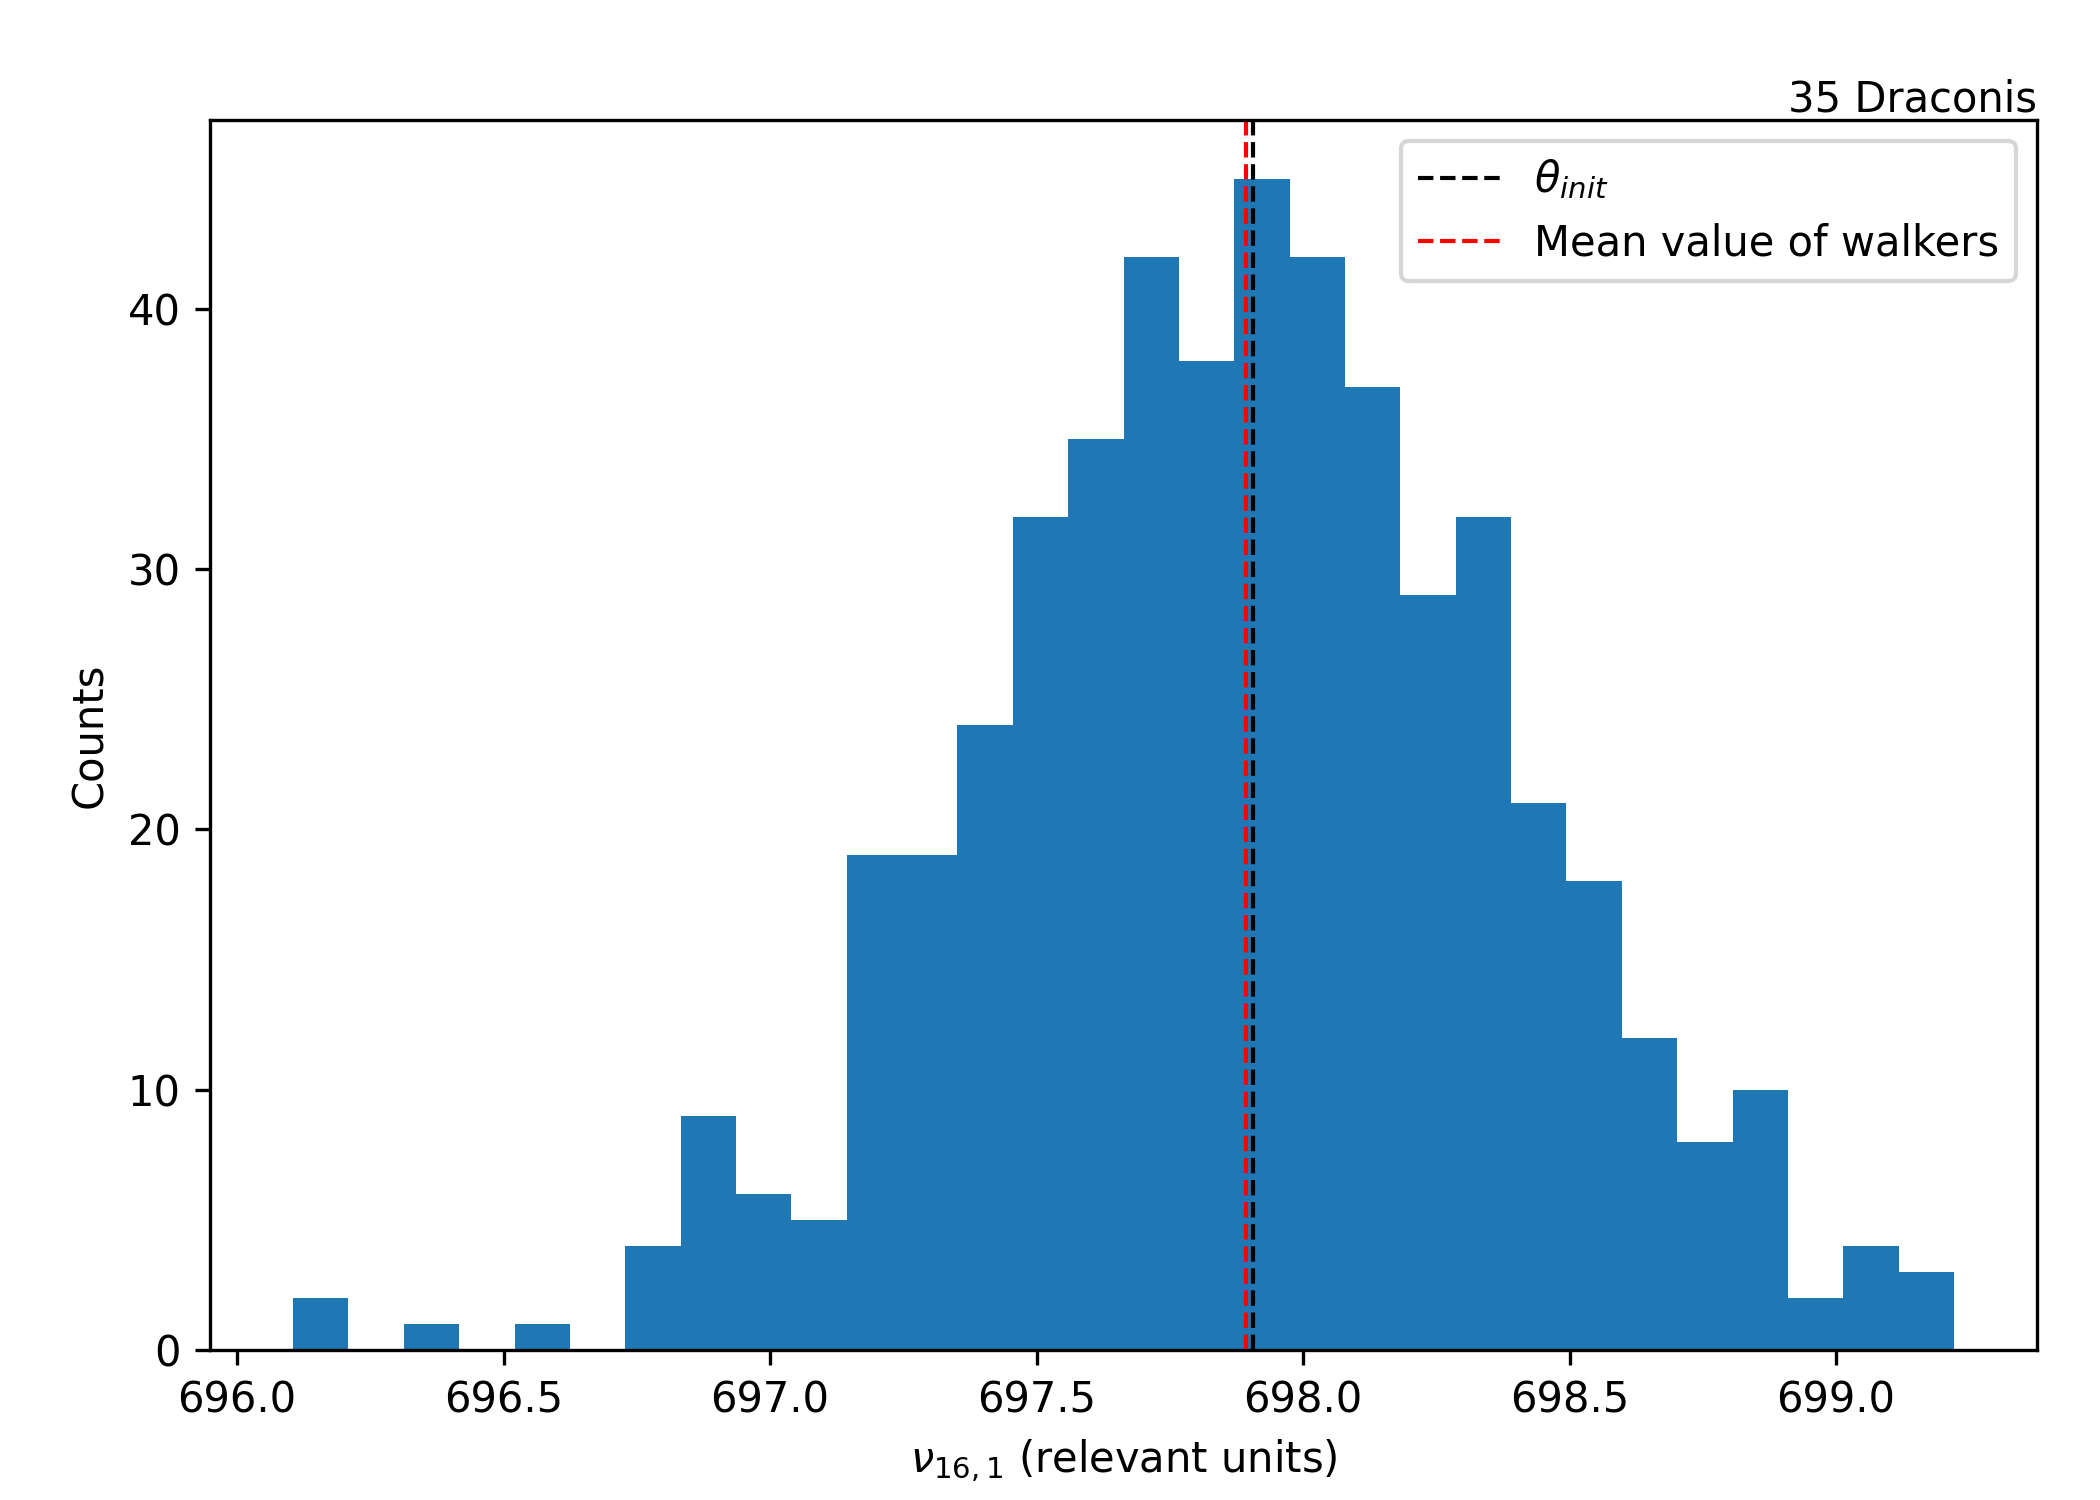 35 Draconis
θ_init
Mean value of walkers
40
30
20
10
0
Counts
696.0 696.5 697.0 697.5 698.0 698.5 699.0
ν_16,1 (relevant units)